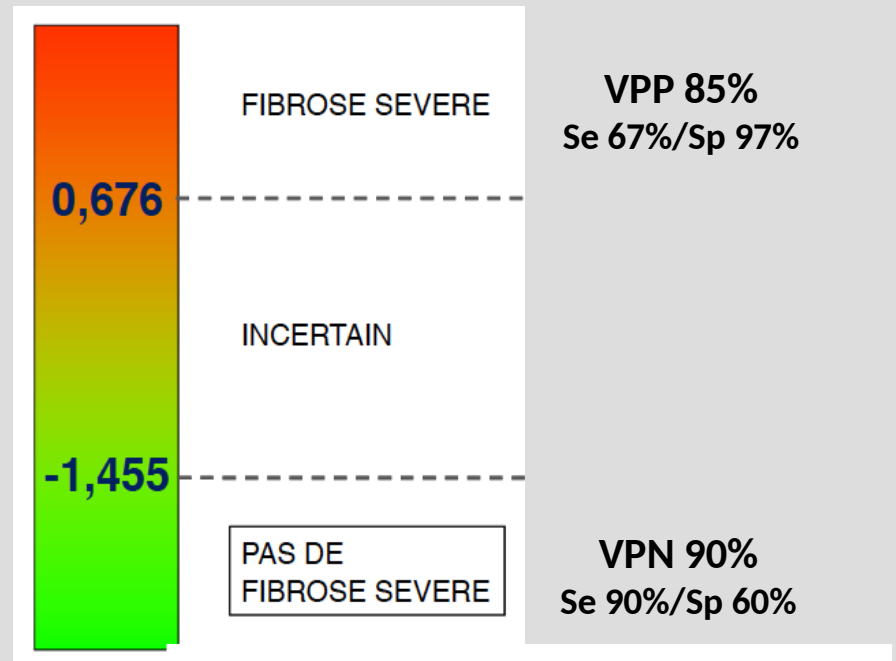 FIBROSE SEVERE
VPP 85%
Se 67%/Sp 97%
0,676
INCERTAIN
-1,455
PAS DE
FIBROSE SEVERE
VPN 90%
Se 90%/Sp 60%